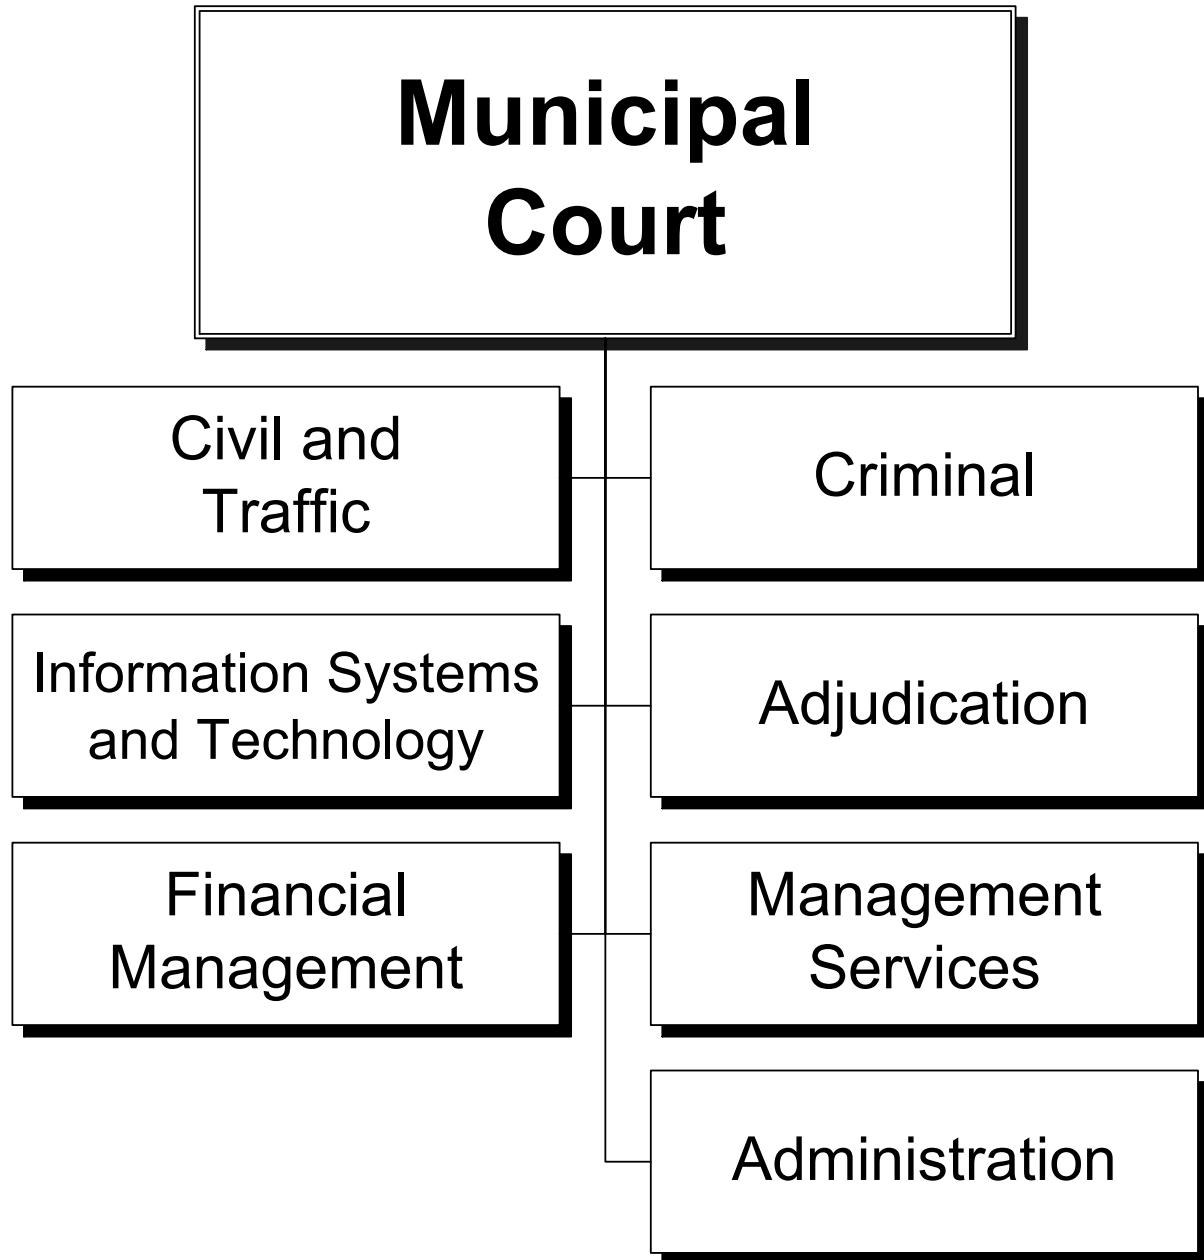 Municipal
Court
Civil and
Traffic
Criminal
Information Systems
and Technology
Adjudication
Financial
Management
Management
Services
Administration